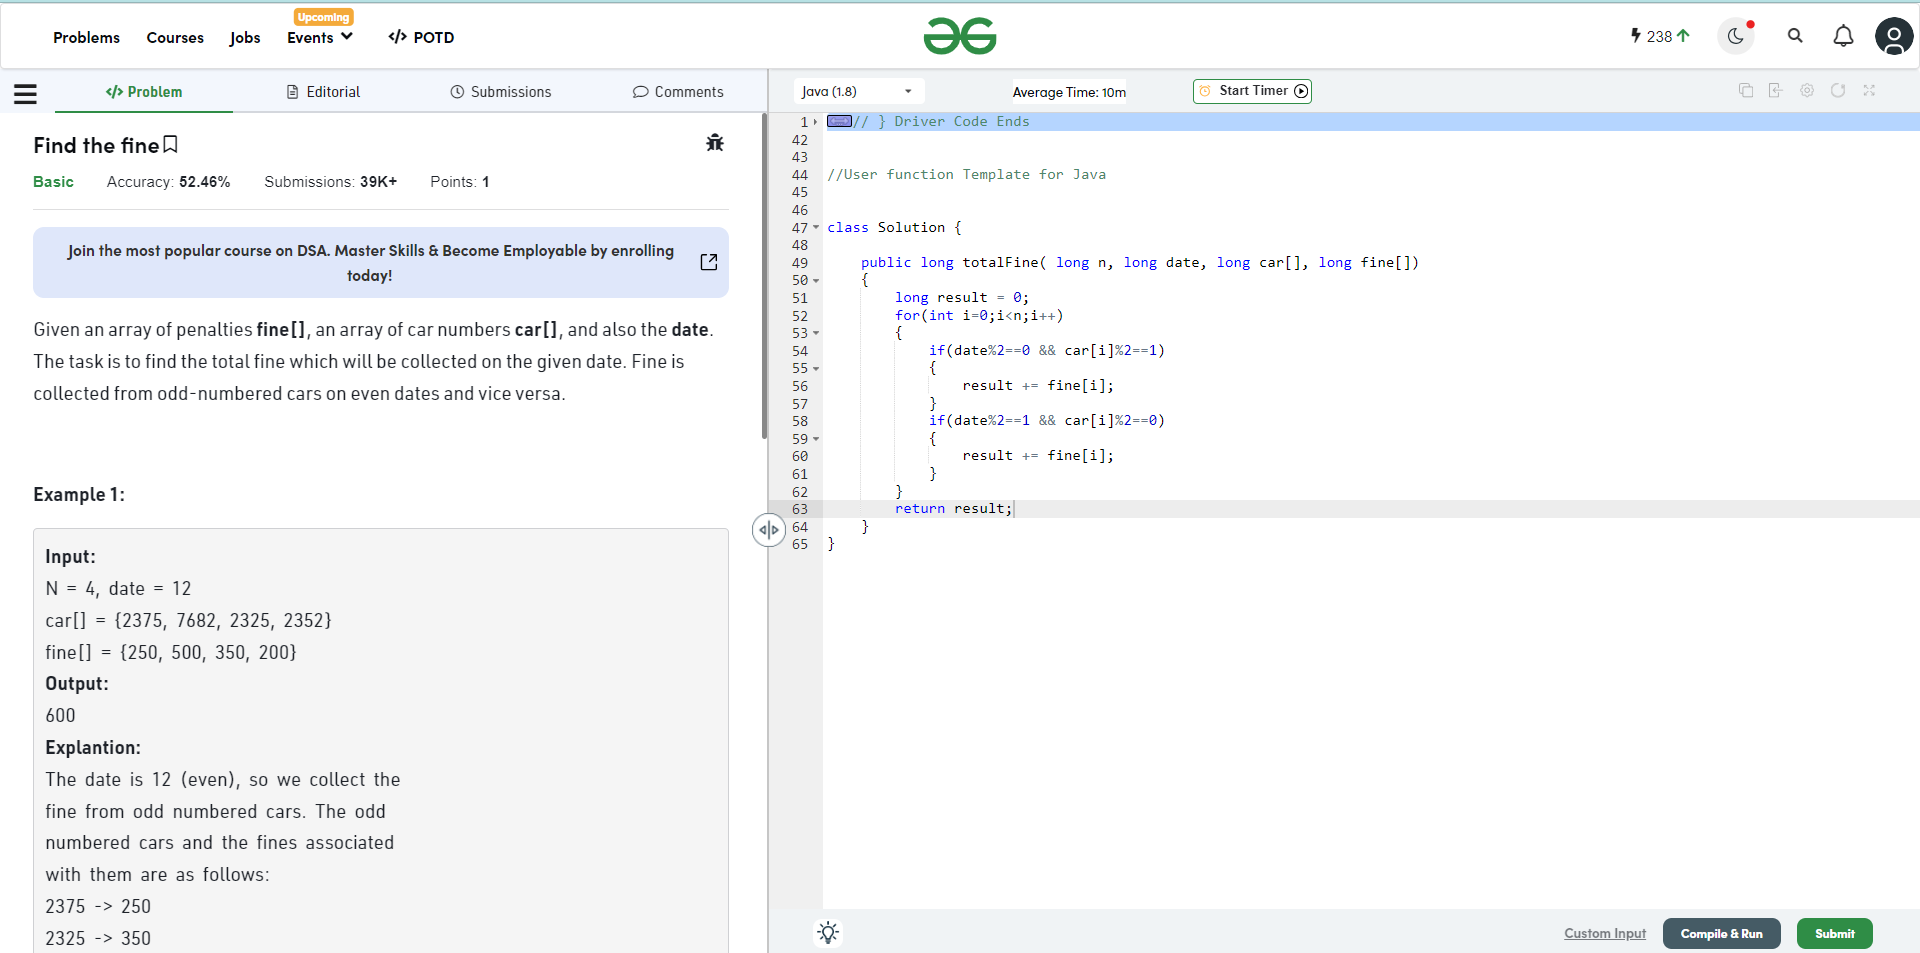 Problems Courses Jobs Upcoming Events </> POTD
238
</> Problem Editorial Submissions Comments
Find the fine
Basic Accuracy: 52.46% Submissions: 39K+ Points: 1
Join the most popular course on DSA. Master Skills & Become Employable by enrolling
today!
Given an array of penalties fine[], an array of car numbers car[], and also the date.
The task is to find the total fine which will be collected on the given date. Fine is
collected from odd-numbered cars on even dates and vice versa.
Example 1:
Input:
N = 4, date = 12
car[] = {2375, 7682, 2325, 2352}
fine[] = {250, 500, 350, 200}
Output:
600
Explantion:
The date is 12 (even), so we collect the
fine from odd numbered cars. The odd
numbered cars and the fines associated
with them are as follows:
2375 -> 250
2325 -> 350
Java (1.8) Average Time: 10m Start Timer
1 // } Driver Code Ends
42
43
44 //User function Template for Java
45
46
47 class Solution {
48
49 public long totalFine( long n, long date, long car[], long fine[])
50 {
51 long result = 0;
52 for(int i=0;i<n;i++)
53 {
54 if(date%2==0 && car[i]%2==1)
55 {
56 result += fine[i];
57 }
58 if(date%2==1 && car[i]%2==0)
59 {
60 result += fine[i];
61 }
62 }
63 return result;
64 }
65 }
Custom Input Compile & Run Submit